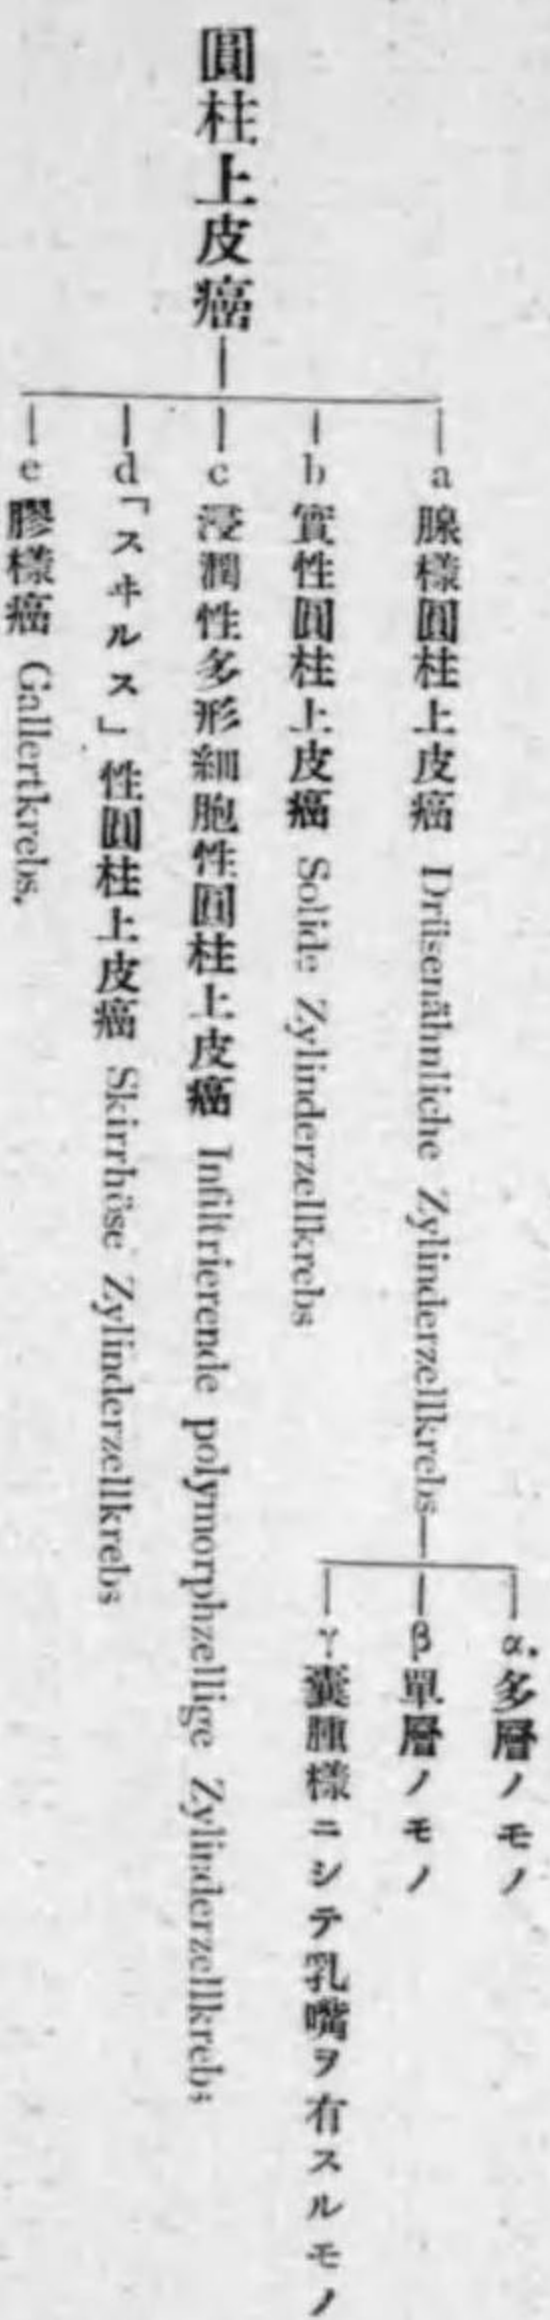 圓柱上皮癌
a 腺樣圓柱上皮癌 Drüsenähnliche Zylinderzellkrebs
α. 多層ノモノ
β 單層ノモノ
γ 囊腫樣ニシテ乳嘴ヲ有スルモノ
b 實性圓柱上皮癌 Solide Zylinderzellkrebs
c 浸潤性多形細胞性圓柱上皮癌 Infiltrierende polymorphzellige Zylinderzellkrebs
d 「スヰルス」性圓柱上皮癌 Skirrhöse Zylinderzellkrebs
e 膠樣癌 Gallertkrebs.